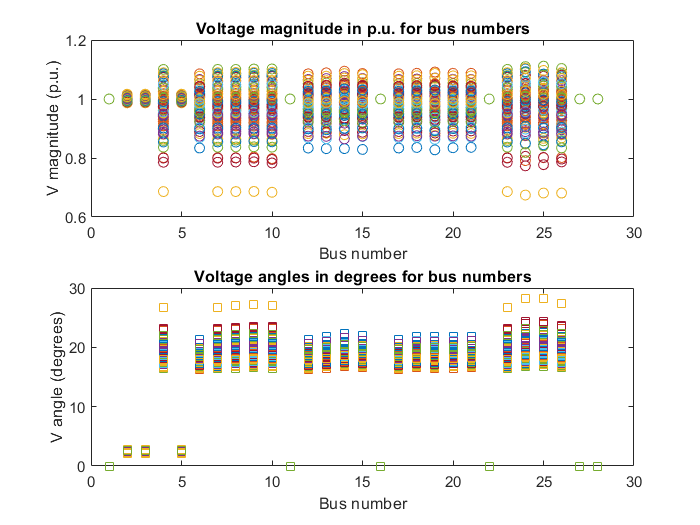 Voltage magnitude in p.u. for bus numbers
1.2
1
0.8
0.6
V magnitude (p.u.)
0 5 10 15 20 25 30
Bus number
Voltage angles in degrees for bus numbers
30
20
10
0
V angle (degrees)
0 5 10 15 20 25 30
Bus number